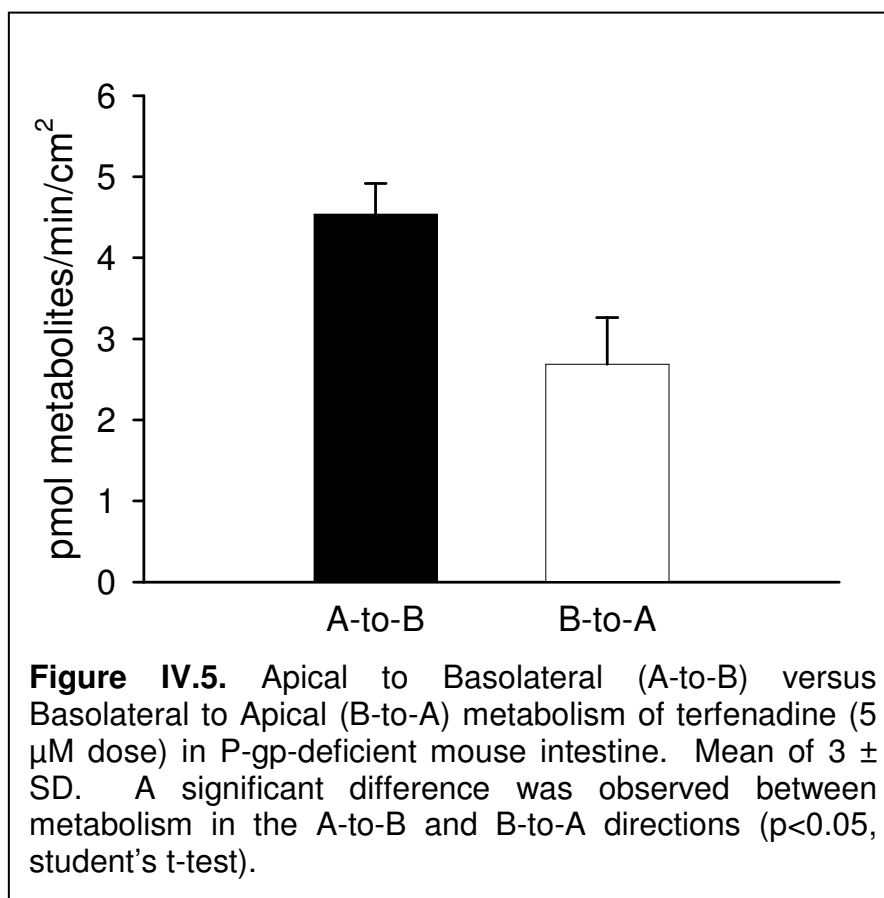 6
5
4
3
2
1
0
pmol metabolites/min/cm²
A-to-B B-to-A
Figure IV.5. Apical to Basolateral (A-to-B) versus
Basolateral to Apical (B-to-A) metabolism of terfenadine (5
µM dose) in P-gp-deficient mouse intestine. Mean of 3 ±
SD. A significant difference was observed between
metabolism in the A-to-B and B-to-A directions (p<0.05,
student's t-test).